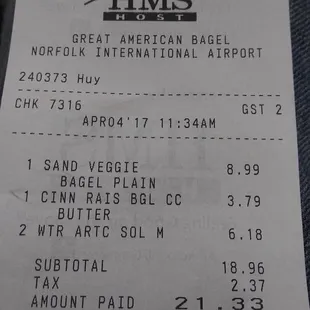 HMS
HOST
GREAT AMERICAN BAGEL
NORFOLK INTERNATIONAL AIRPORT
240373 Huy
CHK 7316 GST 2
APR04'17 11:34AM
1 SAND VEGGIE 8.99
BAGEL PLAIN
1 CINN RAIS BGL CC 3.79
BUTTER
2 WTR ARTC SOL M 6.18
SUBTOTAL 18.96
TAX 2.37
AMOUNT PAID 21.33